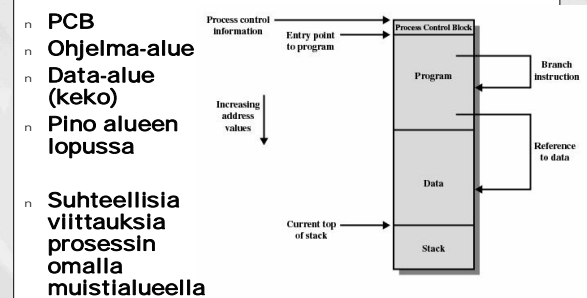 PCB
Ohjelma-alue
Data-alue
(keko)
Pino alueen
lopussa
Suhteellisia
viittauksia
prosessin
omalla
muistialueella
Process control
information
Entry point
to program
Increasing
address
values
Current top
of stack
Process Control Block
Program
Data
Stack
Branch
instruction
Reference
to data